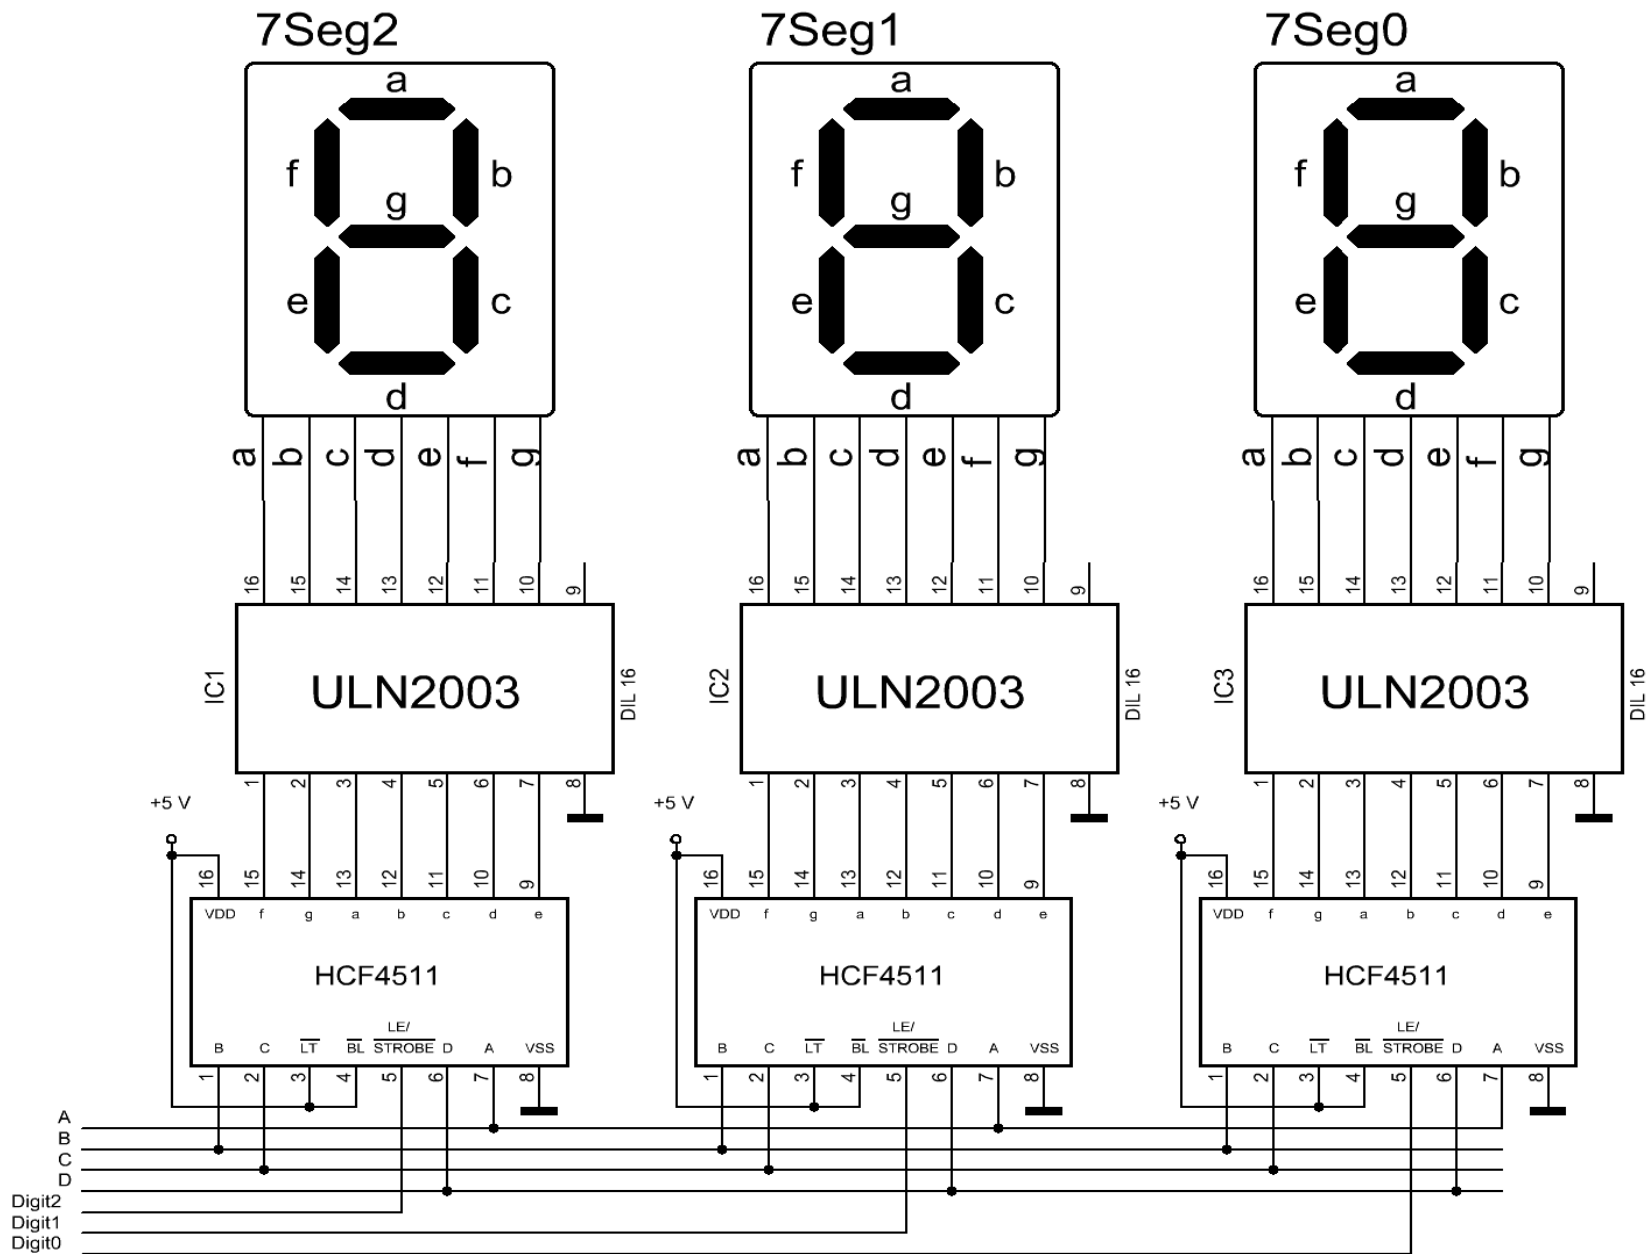 7Seg2 7Seg1 7Seg0
a a a
f b f b f b
g g g
e c e c e c
d d d
a b c d e f g a b c d e f g a b c d e f g
16 15 14 13 12 11 10 9 16 15 14 13 12 11 10 9 16 15 14 13 12 11 10 9
IC1 ULN2003 DIL 16 IC2 ULN2003 DIL 16 IC3 ULN2003 DIL 16
1 2 3 4 5 6 7 8 1 2 3 4 5 6 7 8 1 2 3 4 5 6 7 8
+5 V +5 V +5 V
16 15 14 13 12 11 10 9 16 15 14 13 12 11 10 9 16 15 14 13 12 11 10 9
VDD f g a b c d e VDD f g a b c d e VDD f g a b c d e
HCF4511 HCF4511 HCF4511
LE/ LE/ LE/
B C LT BL STROBE D A VSS B C LT BL STROBE D A VSS B C LT BL STROBE D A VSS
1 2 3 4 5 6 7 8 1 2 3 4 5 6 7 8 1 2 3 4 5 6 7 8
A
B
C
D
Digit2
Digit1
Digit0